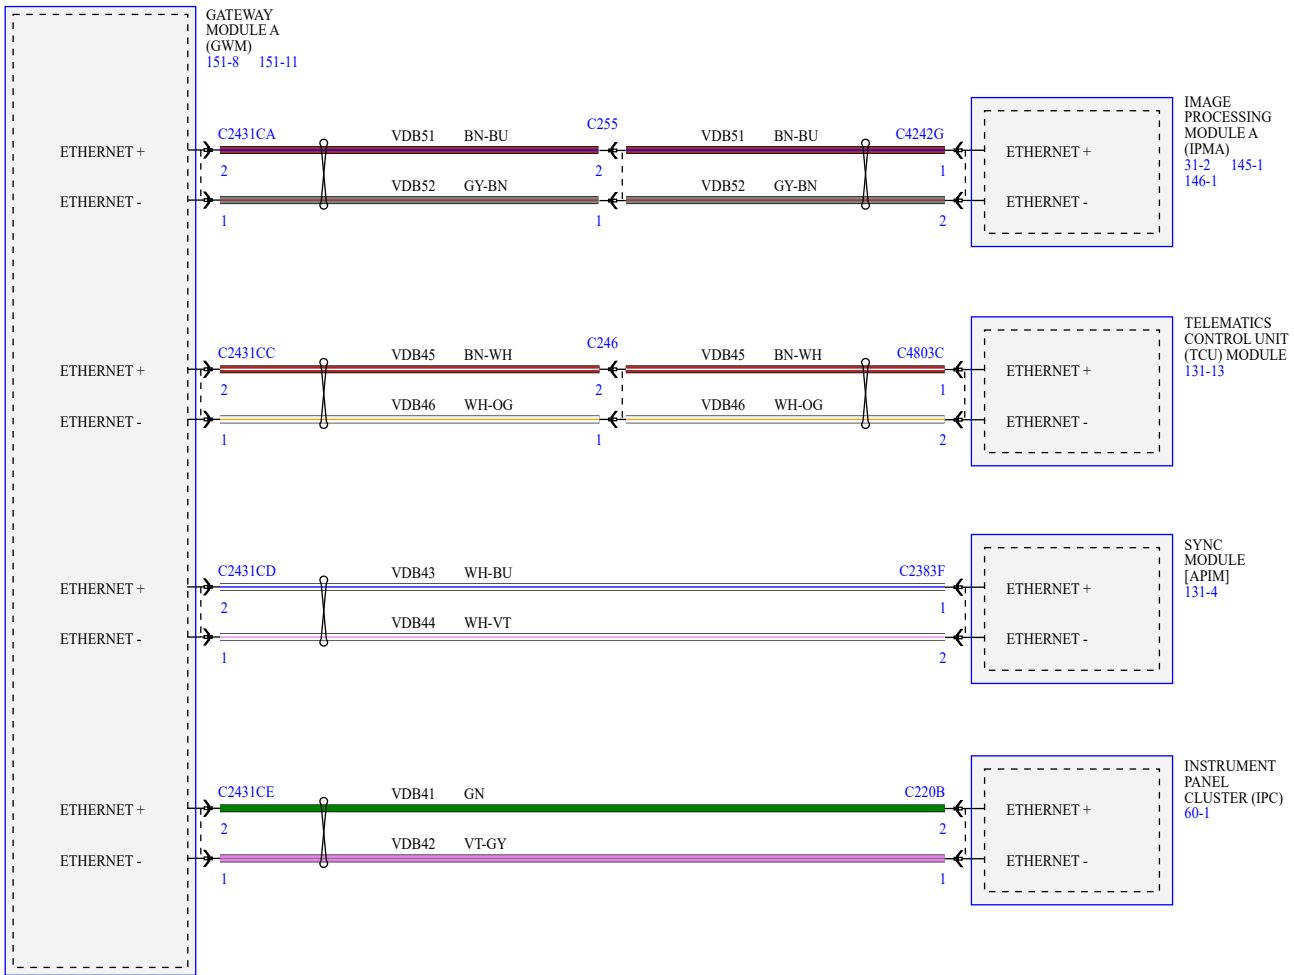 GATEWAY
MODULE A
(GWM)
151-8 151-11
C2431CA VDB51 BN-BU C255 VDB51 BN-BU C4242G
ETHERNET + ETHERNET +
2 2 1
VDB52 GY-BN VDB52 GY-BN
ETHERNET - ETHERNET -
1 1 2
IMAGE
PROCESSING
MODULE A
(IPMA)
31-2 145-1
146-1
C2431CC VDB45 BN-WH C246 VDB45 BN-WH C4803C
ETHERNET + ETHERNET +
2 2 1
VDB46 WH-OG VDB46 WH-OG
ETHERNET - ETHERNET -
1 1 2
TELEMATICS
CONTROL UNIT
(TCU) MODULE
131-13
C2431CD VDB43 WH-BU C2383F
ETHERNET + ETHERNET +
2 1
VDB44 WH-VT
ETHERNET - ETHERNET -
1 2
SYNC
MODULE
[APIM]
131-4
C2431CE VDB41 GN C220B
ETHERNET + ETHERNET +
2 2
VDB42 VT-GY
ETHERNET - ETHERNET -
1 1
INSTRUMENT
PANEL
CLUSTER (IPC)
60-1